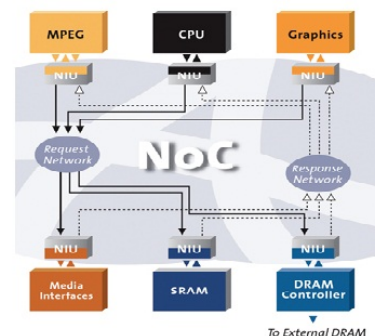 MPEG
CPU
Graphics
NIU
NIU
NIU
Request
Network
NoC
Response
Network
NIU
NIU
NIU
Media
Interfaces
SRAM
DRAM
Controller
To External DRAM